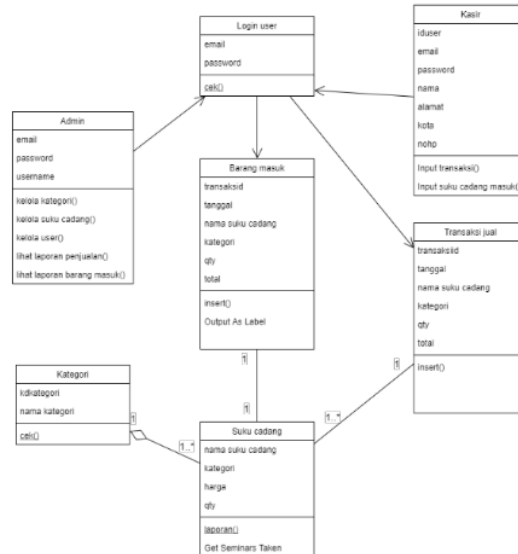 Login user
email
password
cek()
Kasir
iduser
email
password
nama
alamat
kota
nohp
Input transaksi()
Input suku cadang masuk()
Admin
email
password
username
kelola kategori()
kelola suku cadang()
kelola user()
lihat laporan penjualan()
lihat laporan barang masuk()
Barang masuk
transaksid
tanggal
nama suku cadang
kategori
qty
total
insert()
Output As Label
Transaksi jual
transaksiid
tanggal
nama suku cadang
kategori
qty
total
insert()
1
1
Kategori
kdkategori
nama kategori
cek()
1
1..*
1
1..*
Suku cadang
nama suku cadang
kategori
harga
qty
laporan()
Get Seminars Taken